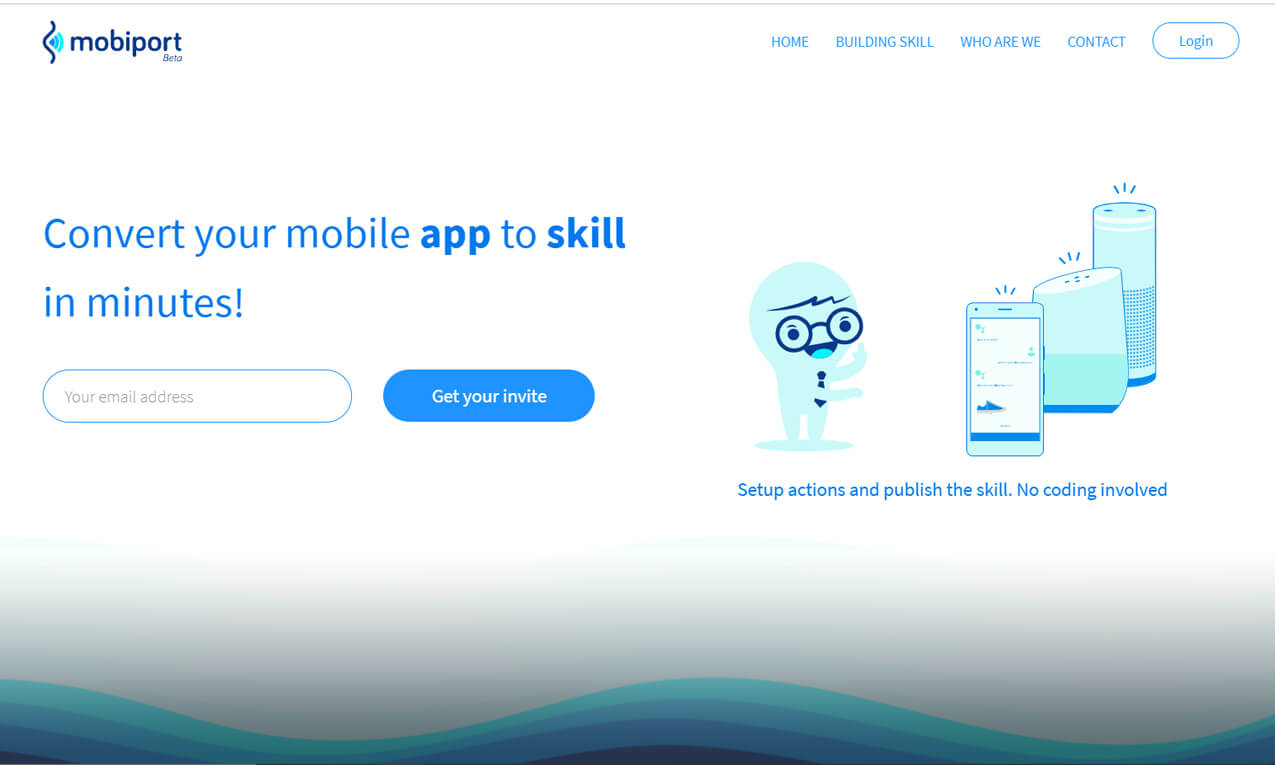 mobiport
Beta
HOME BUILDING SKILL WHO ARE WE CONTACT Login
Convert your mobile app to skill
in minutes!
Your email address
Get your invite
Setup actions and publish the skill. No coding involved